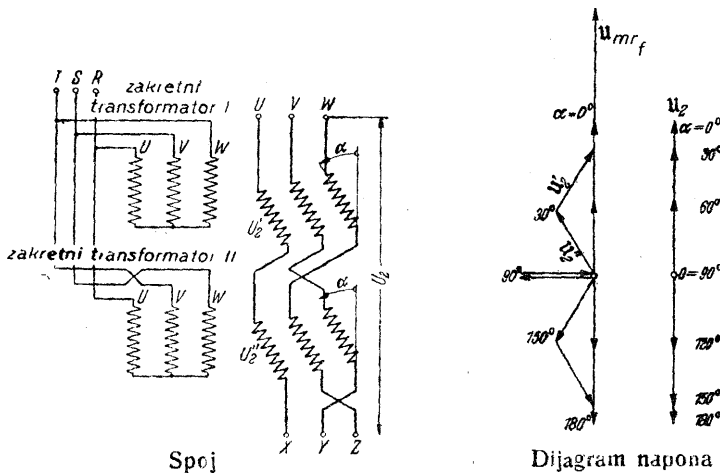 T S R
zakretni
transformator I
U V W
zakretni transformator II
U V W
U V W
α
U₂'
α
U₂''
U₂
X Y Z
Spoj
u mr f
α=0°
u₂'
30°
u₂''
90°
150°
180°
u₂
α=0°
30°
60°
0=90°
120°
150°
180°
Dijagram napona